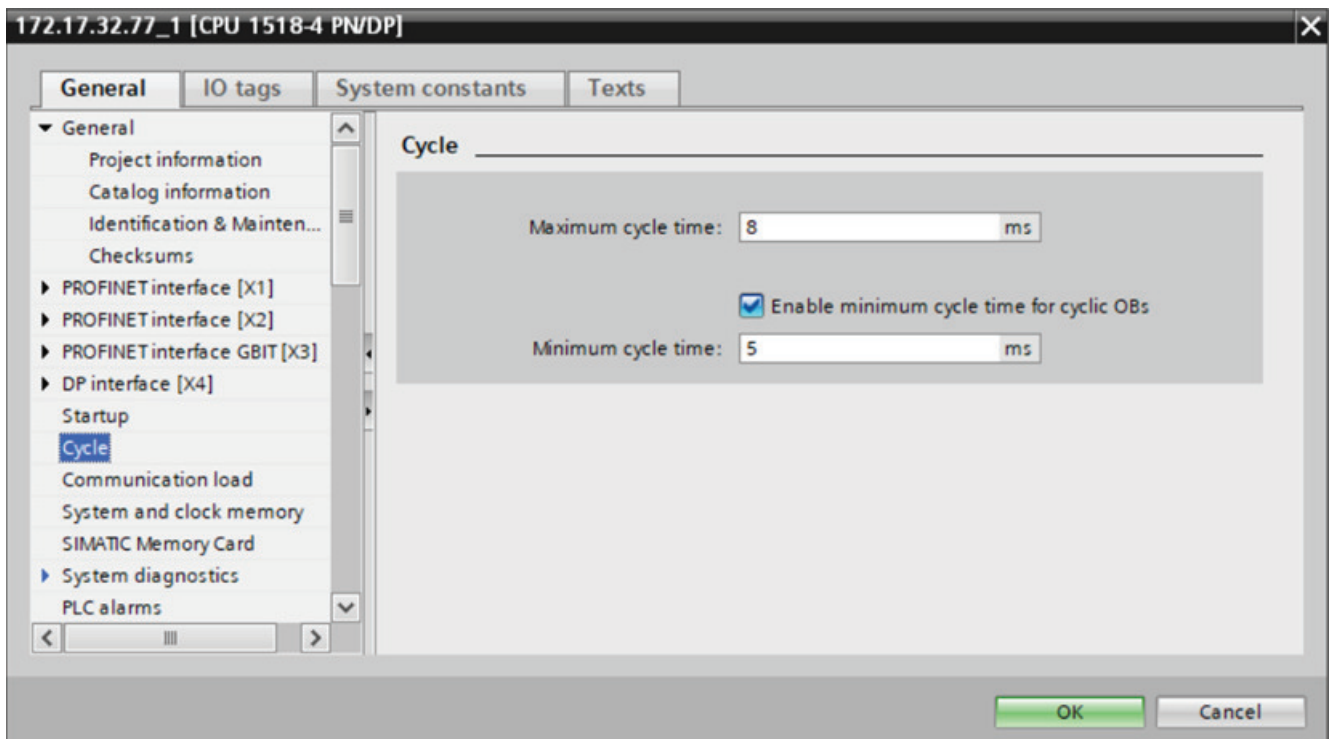 172.17.32.77_1 [CPU 1518-4 PN/DP]
General
IO tags
System constants
Texts
General
Project information
Catalog information
Identification & Mainten...
Checksums
PROFINET interface [X1]
PROFINET interface [X2]
PROFINET interface GBIT [X3]
DP interface [X4]
Startup
Cycle
Communication load
System and clock memory
SIMATIC Memory Card
System diagnostics
PLC alarms
Cycle
Maximum cycle time: 8 ms
Enable minimum cycle time for cyclic OBs
Minimum cycle time: 5 ms
OK
Cancel